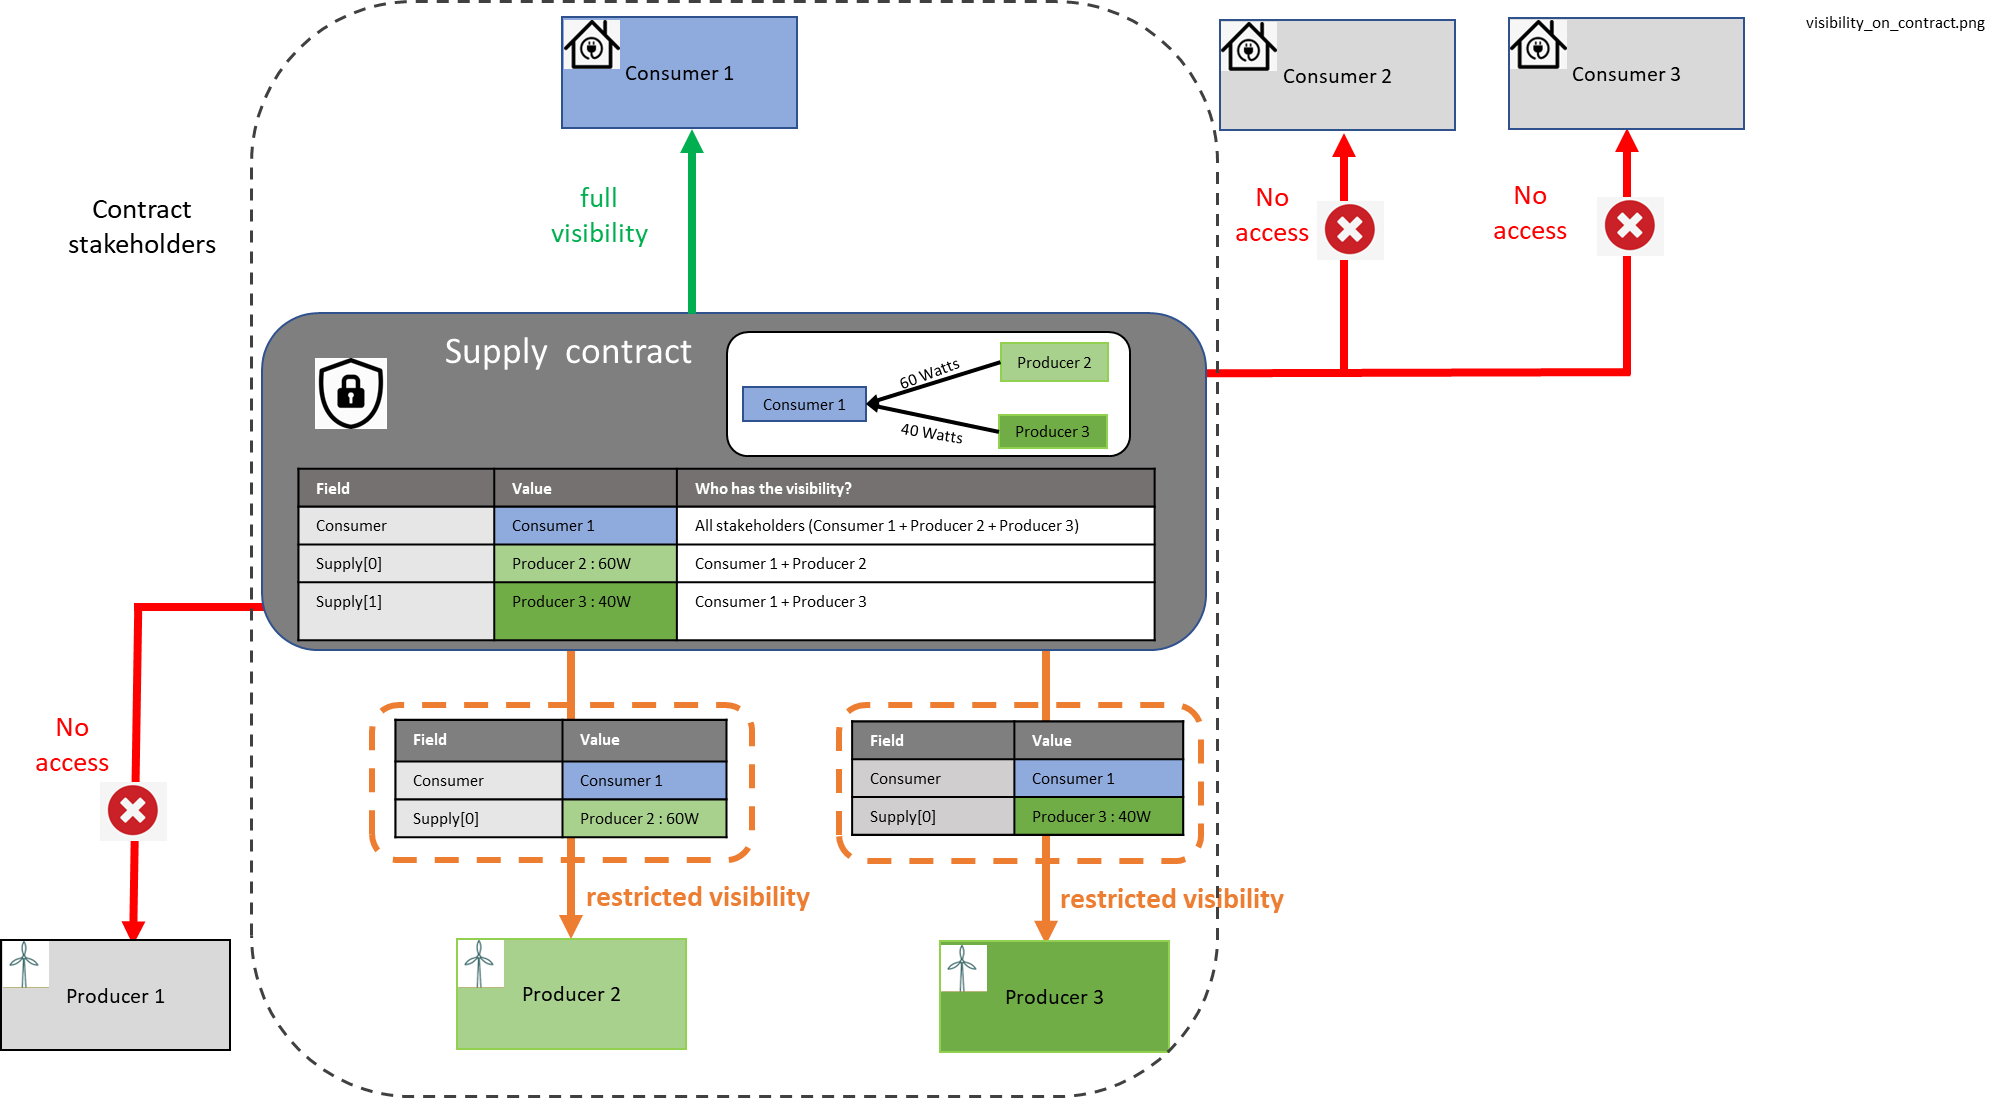 visibility_on_contract.png
Consumer 1
Consumer 2
Consumer 3
Contract
stakeholders
full
visibility
No
access
No
access
Supply contract
Consumer 1
60 Watts
40 Watts
Producer 2
Producer 3
Field Value Who has the visibility?
Consumer Consumer 1 All stakeholders (Consumer 1 + Producer 2 + Producer 3)
Supply[0] Producer 2 : 60W Consumer 1 + Producer 2
Supply[1] Producer 3 : 40W Consumer 1 + Producer 3
No
access
Field Value
Consumer Consumer 1
Supply[0] Producer 2 : 60W
Field Value
Consumer Consumer 1
Supply[0] Producer 3 : 40W
restricted visibility
restricted visibility
Producer 1
Producer 2
Producer 3